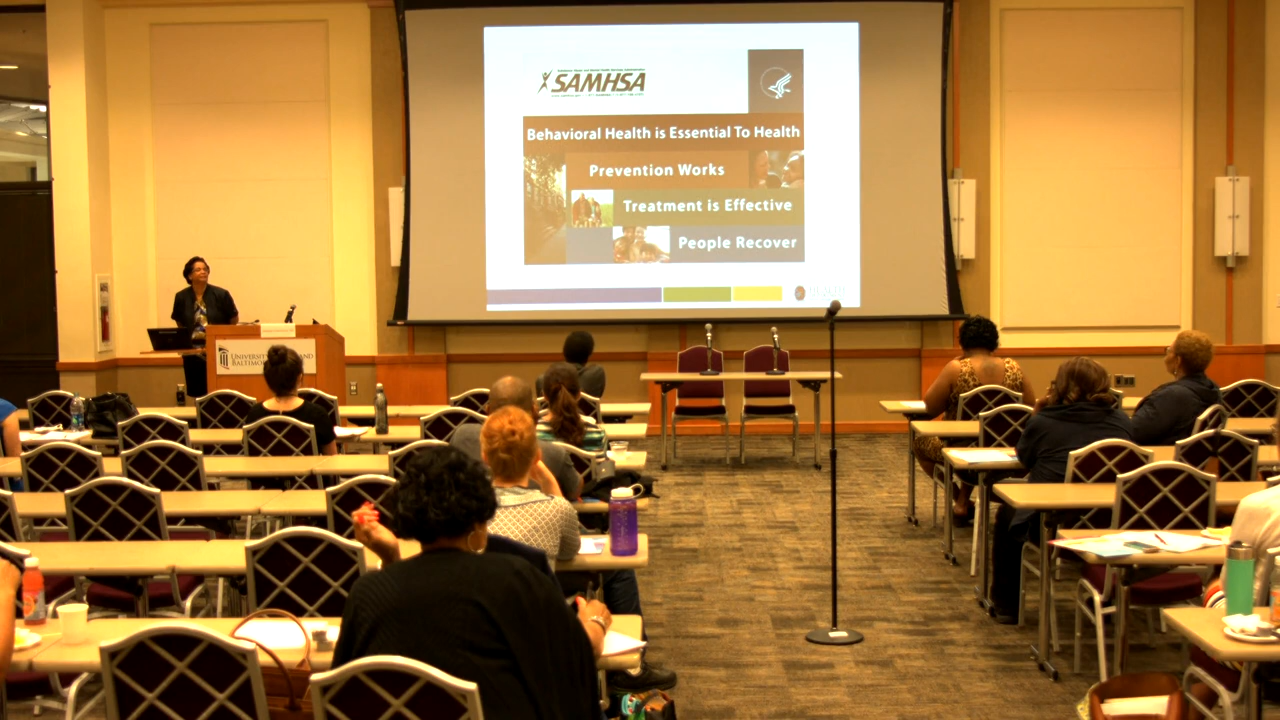 SAMHSA
Behavioral Health is Essential To Health
Prevention Works
Treatment is Effective
People Recover